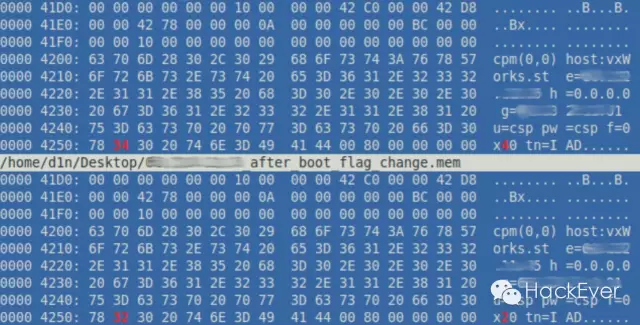 0000 41D0: 00 00 00 00 00 00 10 00 00 00 42 C0 00 00 42 D8 ........ ..B...B.
0000 41E0: 00 00 42 78 00 00 00 0A 00 00 00 00 00 00 BC 00 ..Bx.... ........
0000 41F0: 00 00 10 00 00 00 00 00 00 00 00 00 00 00 00 00
0000 4200: 63 70 6D 28 30 2C 30 29 68 6F 73 74 3A 76 78 57 cpm(0,0) host:vxW
0000 4210: 6F 72 6B 73 2E 73 74 20 65 3D 36 31 2E 32 33 32 orks.st e=
0000 4220: 2E 31 31 2E 38 35 20 68 3D 30 2E 30 2E 30 2E 30 h=0.0.0.0
0000 4230: 20 67 3D 36 31 2E 32 33 32 2E 31 31 2E 38 31 20 g=
0000 4240: 75 3D 63 73 70 20 70 77 3D 63 73 70 20 66 3D 30 u=csp pw =csp f=0
0000 4250: 78 34 30 20 74 6E 3D 49 41 44 00 80 00 00 00 00 x40 tn=I AD......
/home/d1n/Desktop/ _after_boot_flag_change.mem
0000 41D0: 00 00 00 00 00 00 10 00 00 00 42 C0 00 00 42 D8 ........ ..B...B.
0000 41E0: 00 00 42 78 00 00 00 0A 00 00 00 00 00 00 BC 00 ..Bx.... ........
0000 41F0: 00 00 10 00 00 00 00 00 00 00 00 00 00 00 00 00
0000 4200: 63 70 6D 28 30 2C 30 29 68 6F 73 74 3A 76 78 57 cpm(0,0) host:vxW
0000 4210: 6F 72 6B 73 2E 73 74 20 65 3D 36 31 2E 32 33 32 orks.st e=
0000 4220: 2E 31 31 2E 38 35 20 68 3D 30 2E 30 2E 30 2E 30 h=0.0.0.0
0000 4230: 20 67 3D 36 31 2E 32 33 32 2E 31 31 2E 38 31 20 g=
0000 4240: 75 3D 63 73 70 20 70 77 3D 63 73 70 20 66 3D 30 =csp f=0
0000 4250: 78 32 30 20 74 6E 3D 49 41 44 00 80 00 00 00 00 x20 tn=I AD......
HackEver